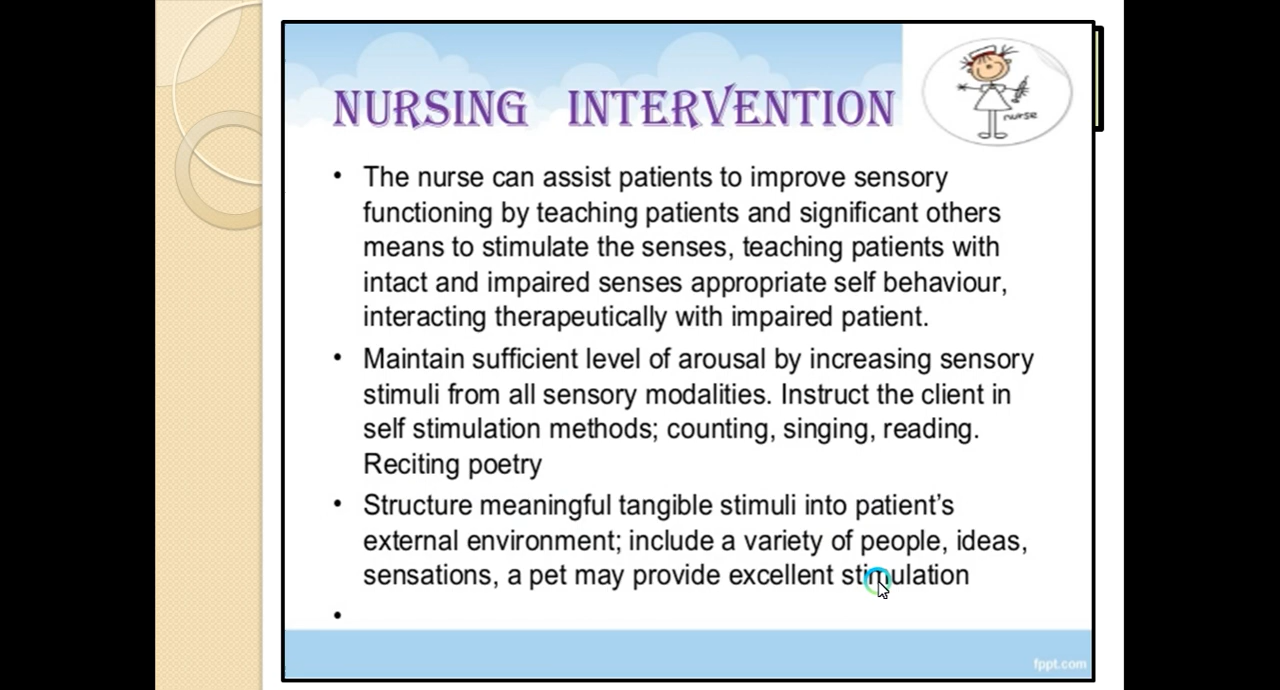 NURSING INTERVENTION
nurse
• The nurse can assist patients to improve sensory
functioning by teaching patients and significant others
means to stimulate the senses, teaching patients with
intact and impaired senses appropriate self behaviour,
interacting therapeutically with impaired patient.
• Maintain sufficient level of arousal by increasing sensory
stimuli from all sensory modalities. Instruct the client in
self stimulation methods; counting, singing, reading.
Reciting poetry
• Structure meaningful tangible stimuli into patient’s
external environment; include a variety of people, ideas,
sensations, a pet may provide excellent stimulation
•
fppt.com